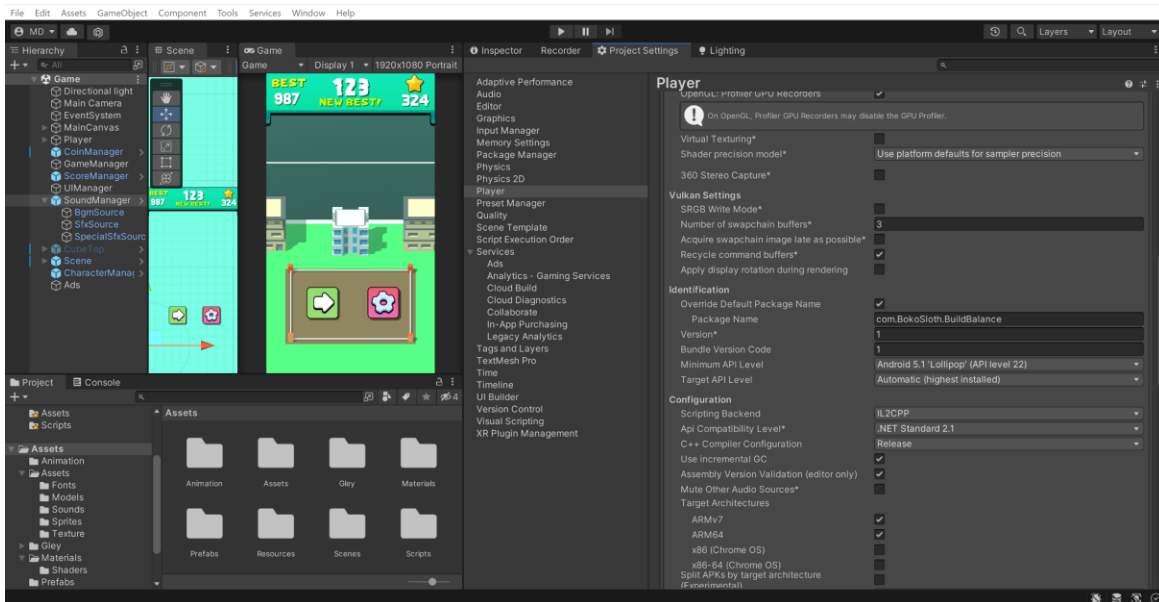 File Edit Assets GameObject Component Tools Services Window Help
MD
Layers
Layout
Hierarchy
All
Game
Directional light
Main Camera
EventSystem
MainCanvas
Player
CoinManager
GameManager
ScoreManager
UIManager
SoundManager
BgmSource
SfxSource
SpecialSfxSourc
CubeTop
Scene
CharacterManag
Ads
Scene
BEST 123
987 NEW BEST! 324
Game
Game Display 1 1920x1080 Portrait
BEST 123
987 NEW BEST! 324
Project Console
94
Assets
Scripts
Assets
Animation
Assets
Fonts
Models
Sounds
Sprites
Texture
Gley
Materials
Shaders
Prefabs
Assets
Animation Assets Gley Materials
Prefabs Resources Scenes Scripts
Inspector Recorder Project Settings Lighting
Adaptive Performance
Audio
Editor
Graphics
Input Manager
Memory Settings
Package Manager
Physics
Physics 2D
Player
Preset Manager
Quality
Scene Template
Script Execution Order
Services
Ads
Analytics - Gaming Services
Cloud Build
Cloud Diagnostics
Collaborate
In-App Purchasing
Legacy Analytics
Tags and Layers
TextMesh Pro
Time
Timeline
UI Builder
Version Control
Visual Scripting
XR Plugin Management
Player
OpenGL: Profiler GPU Recorders
On OpenGL, Profiler GPU Recorders may disable the GPU Profiler.
Virtual Texturing*
Shader precision model* Use platform defaults for sampler precision
360 Stereo Capture*
Vulkan Settings
SRGB Write Mode*
Number of swapchain buffers* 3
Acquire swapchain image late as possible*
Recycle command buffers*
Apply display rotation during rendering
Identification
Override Default Package Name
Package Name com.BokoSloth.BuildBalance
Version* 1
Bundle Version Code 1
Minimum API Level Android 5.1 'Lollipop' (API level 22)
Target API Level Automatic (highest installed)
Configuration
Scripting Backend IL2CPP
Api Compatibility Level* .NET Standard 2.1
C++ Compiler Configuration Release
Use incremental GC
Assembly Version Validation (editor only)
Mute Other Audio Sources*
Target Architectures
ARMv7
ARM64
x86 (Chrome OS)
x86-64 (Chrome OS)
Split APKs by target architecture
(Experimental)